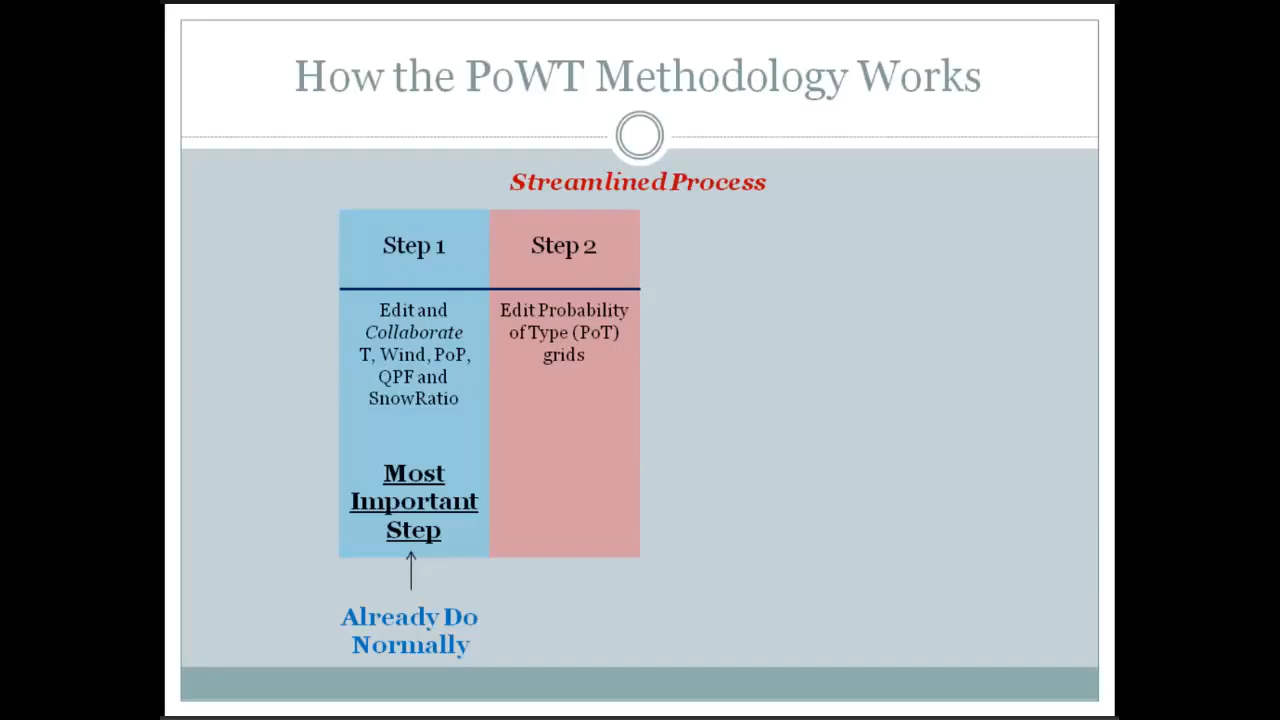 How the PoWT Methodology Works
Streamlined Process
Step 1
Edit and
Collaborate
T, Wind, PoP,
QPF and
SnowRatio
Most
Important
Step
Step 2
Edit Probability
of Type (PoT)
grids
Already Do
Normally